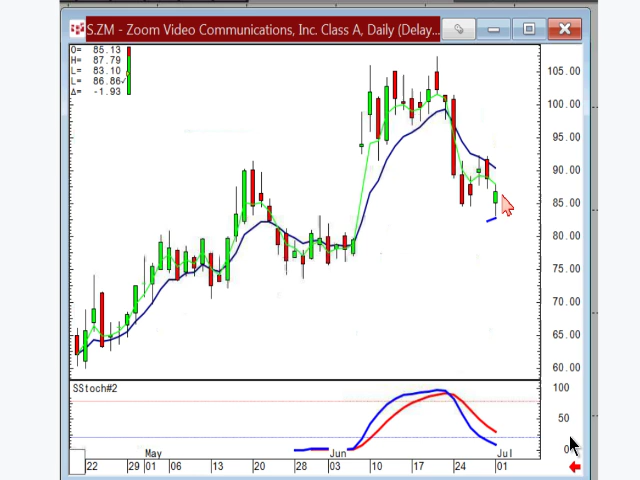 S.ZM - Zoom Video Communications, Inc. Class A, Daily (Delay...
O= 85.13
H= 87.79
L= 83.10
L= 86.86
Δ= -1.93
105.00
100.00
95.00
90.00
85.00
80.00
75.00
70.00
65.00
60.00
SStoch#2
100
50
0
May Jun Jul
22 29 01 06 13 20 28 03 10 17 24 01